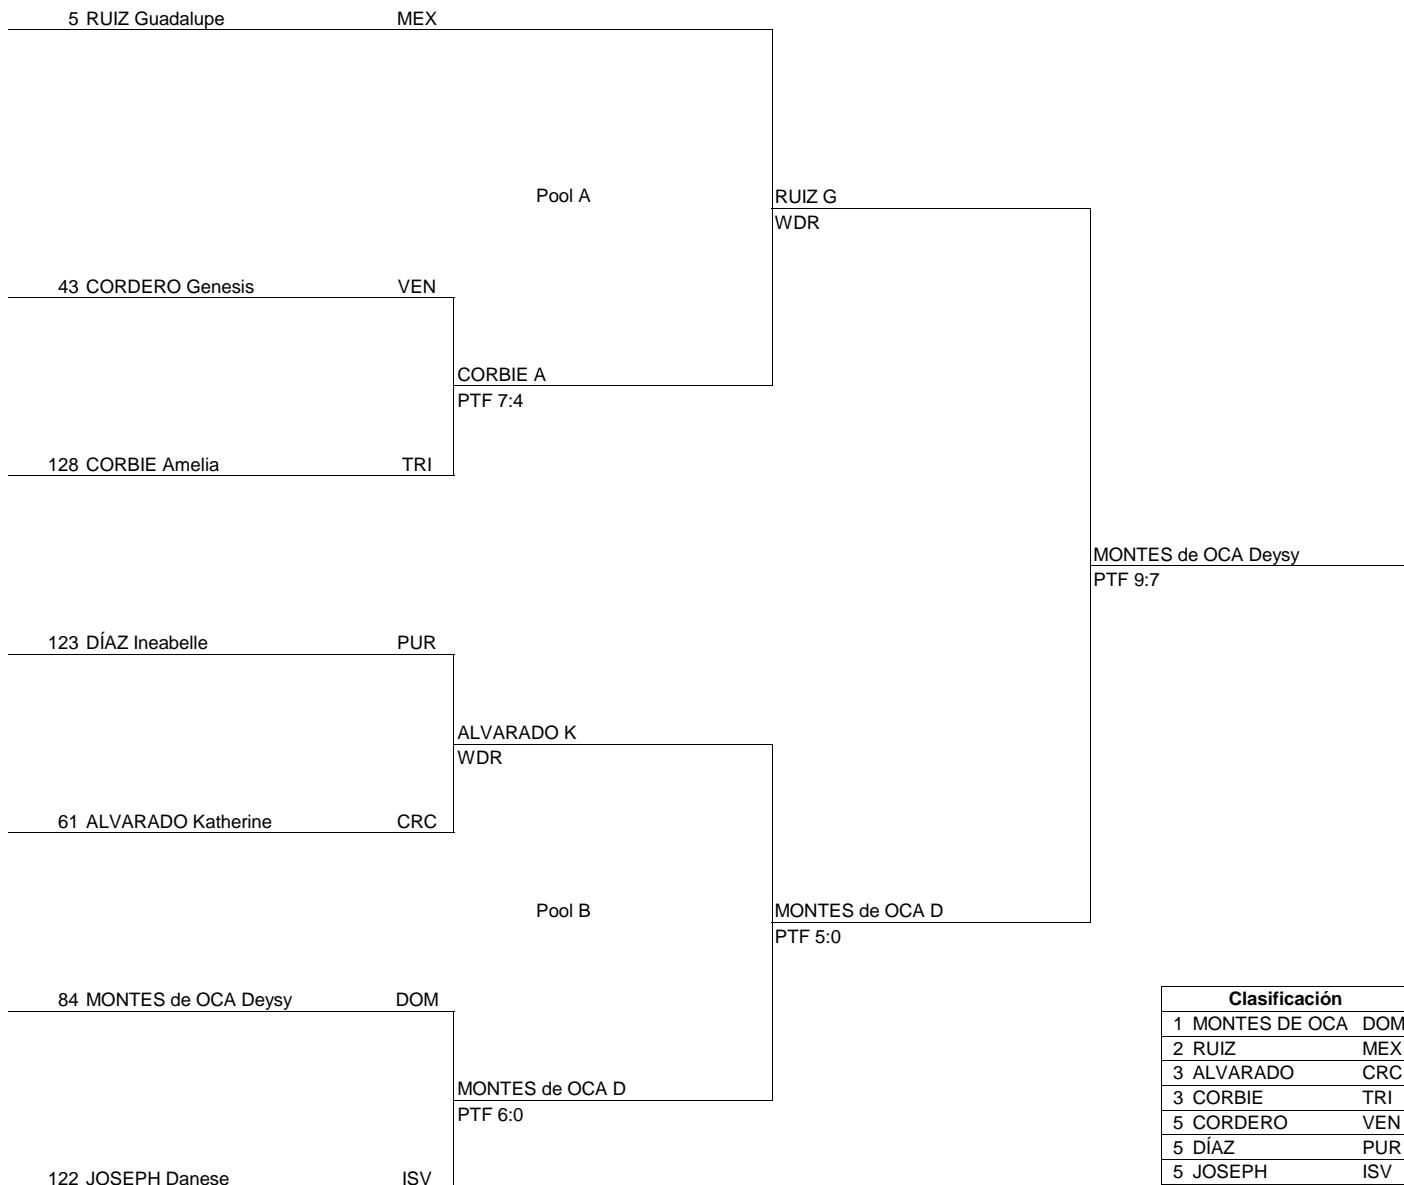 5 RUIZ Guadalupe MEX
Pool A
RUIZ G
WDR
43 CORDERO Genesis VEN
CORBIE A
PTF 7:4
128 CORBIE Amelia TRI
MONTES de OCA Deysy
PTF 9:7
123 DÍAZ Ineabelle PUR
ALVARADO K
WDR
61 ALVARADO Katherine CRC
Pool B
MONTES de OCA D
PTF 5:0
84 MONTES de OCA Deysy DOM
MONTES de OCA D
PTF 6:0
122 JOSEPH Danese ISV
Clasificación
1 MONTES DE OCA DOM
2 RUIZ MEX
3 ALVARADO CRC
3 CORBIE TRI
5 CORDERO VEN
5 DÍAZ PUR
5 JOSEPH ISV